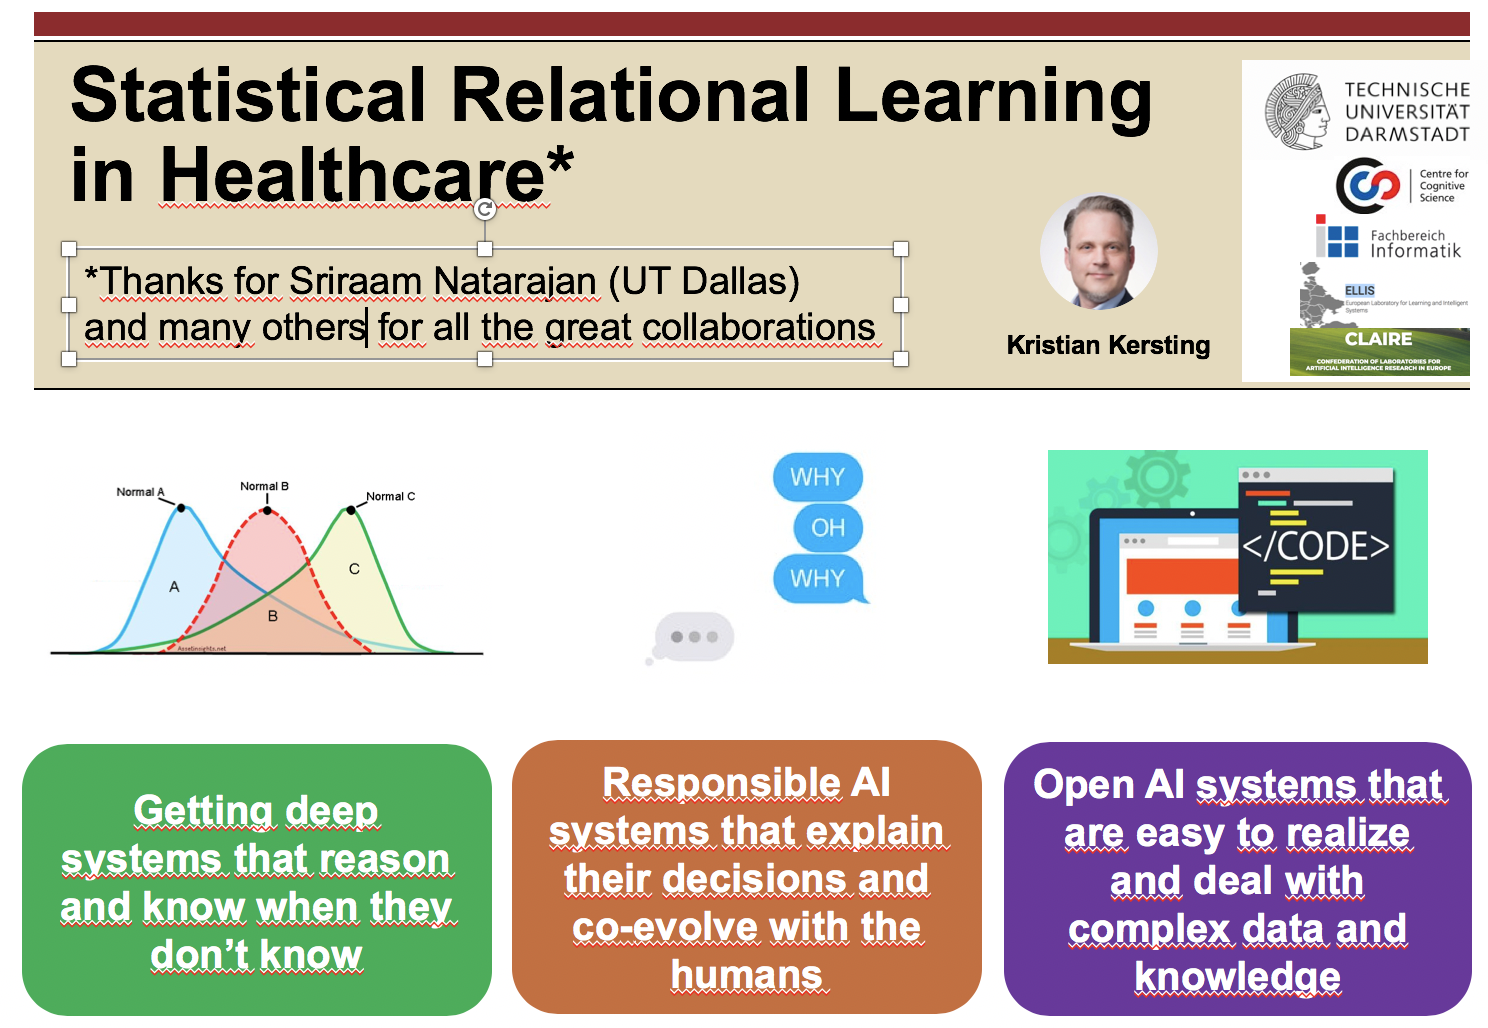 Statistical Relational Learning
in Healthcare*
*Thanks for Sriraam Natarajan (UT Dallas)
and many others for all the great collaborations
Kristian Kersting
TECHNISCHE
UNIVERSITÄT
DARMSTADT
Centre for
Cognitive
Science
Fachbereich
Informatik
ELLIS
European Laboratory for Learning and Intelligent
Systems
CLAIRE
CONFEDERATION OF LABORATORIES FOR
ARTIFICIAL INTELLIGENCE RESEARCH IN EUROPE
Normal A
Normal B
Normal C
A
B
C
AssetInsights.net
WHY
OH
WHY
</CODE>
Getting deep
systems that reason
and know when they
don't know
Responsible AI
systems that explain
their decisions and
co-evolve with the
humans
Open AI systems that
are easy to realize
and deal with
complex data and
knowledge